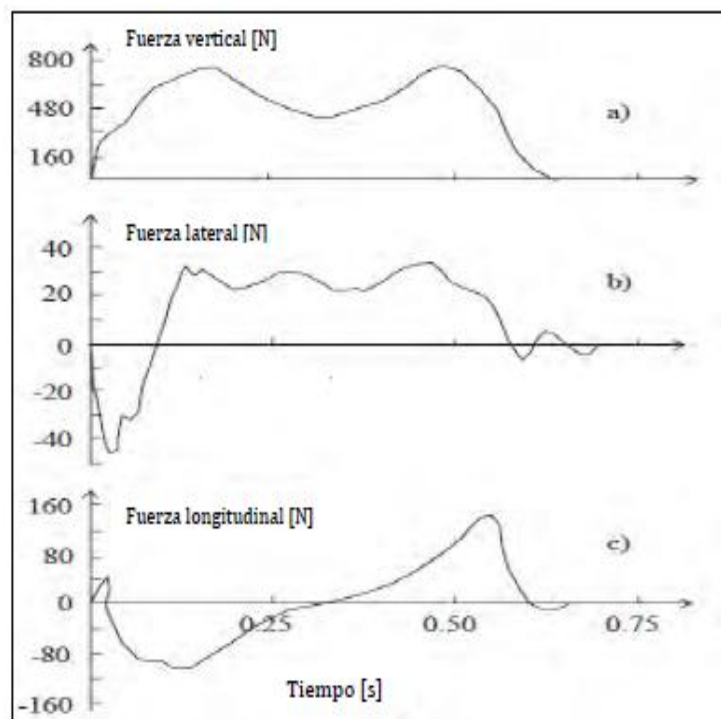 Fuerza vertical [N]
800
480
160
a)
Fuerza lateral [N]
40
20
0
-20
-40
b)
Fuerza longitudinal [N]
160
80
0
-80
-160
c)
0.25
0.50
0.75
Tiempo [s]